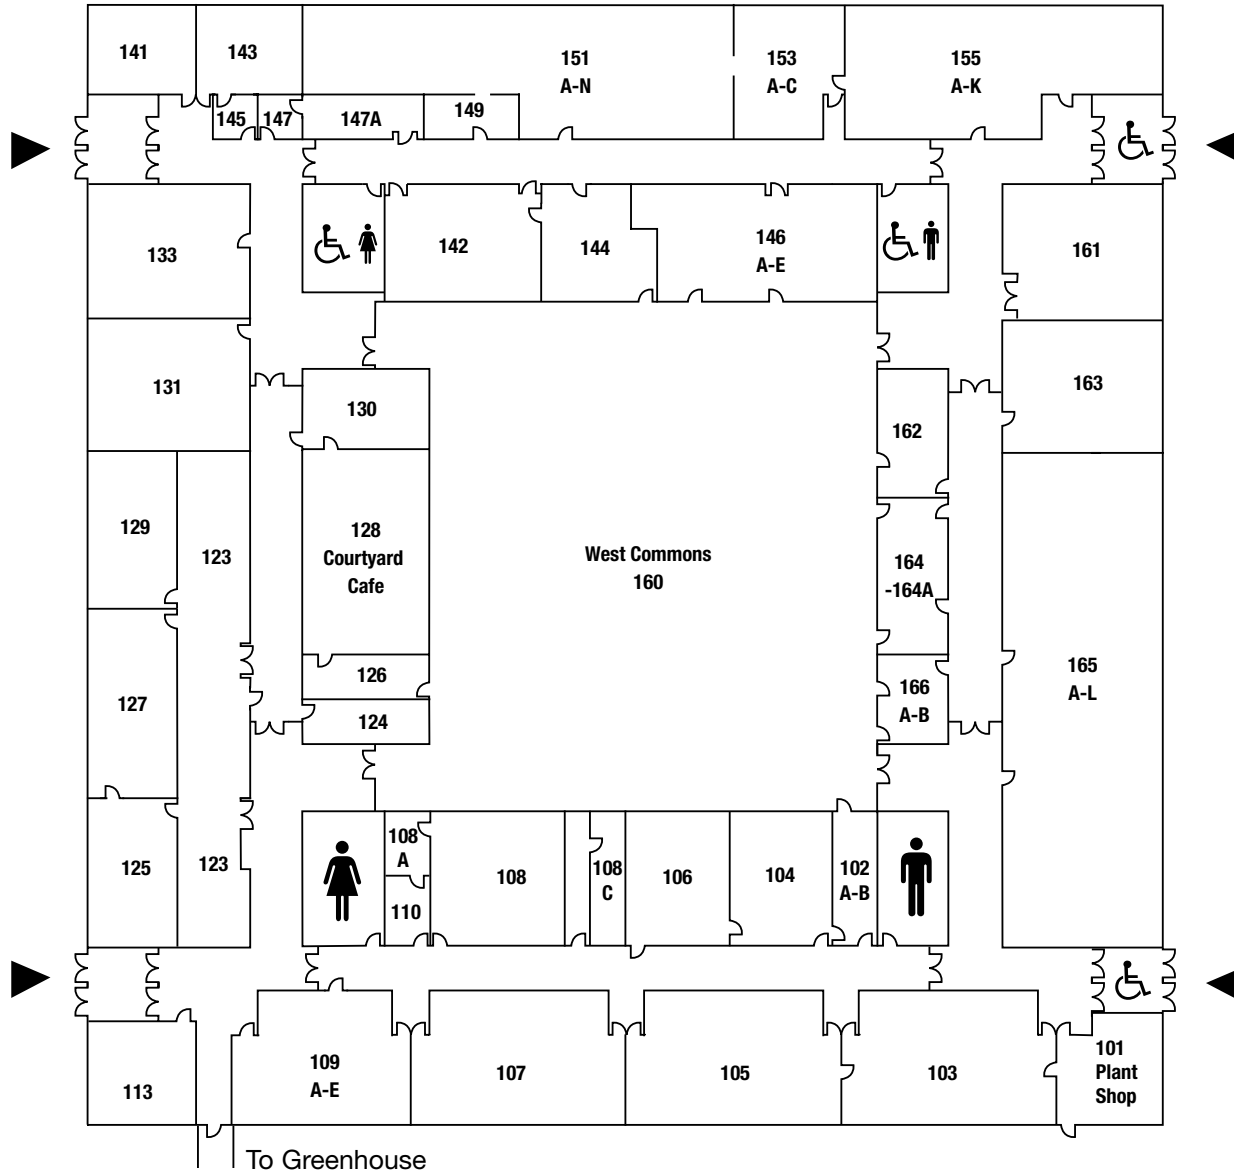 141
143
151
A-N
153
A-C
155
A-K
145
147
147A
149
133
142
144
146
A-E
161
131
130
162
163
129
123
128
Courtyard
Cafe
West Commons
160
164
-164A
127
126
124
166
A-B
165
A-L
125
123
108
A
110
108
108
C
106
104
102
A-B
113
109
A-E
107
105
103
101
Plant
Shop
To Greenhouse